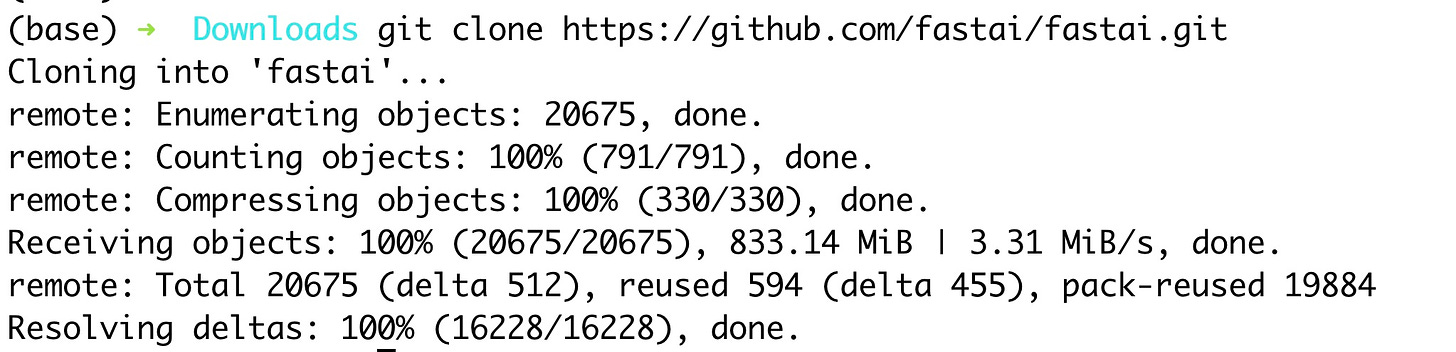 (base) ➜  Downloads git clone https://github.com/fastai/fastai.git
Cloning into 'fastai'...
remote: Enumerating objects: 20675, done.
remote: Counting objects: 100% (791/791), done.
remote: Compressing objects: 100% (330/330), done.
Receiving objects: 100% (20675/20675), 833.14 MiB | 3.31 MiB/s, done.
remote: Total 20675 (delta 512), reused 594 (delta 455), pack-reused 19884
Resolving deltas: 100% (16228/16228), done.